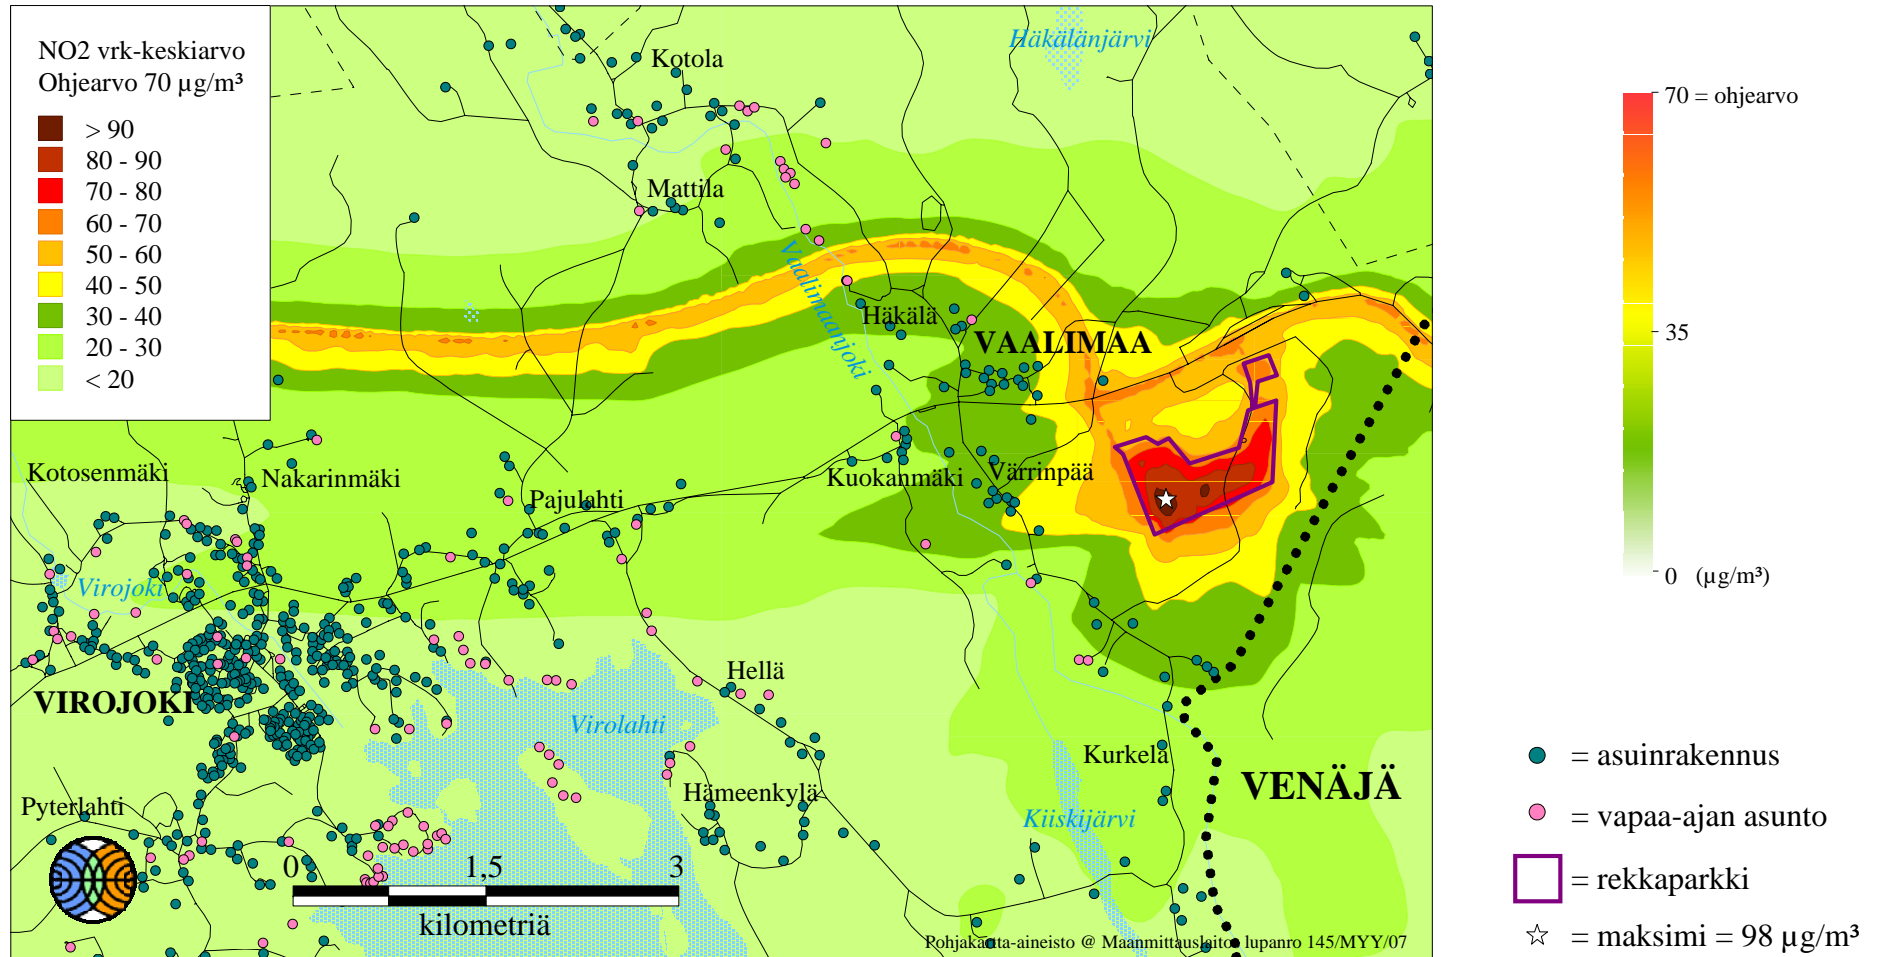 NO2 vrk-keskiarvo
Ohjearvo 70 µg/m³
> 90
80 - 90
70 - 80
60 - 70
50 - 60
40 - 50
30 - 40
20 - 30
< 20
Kotola
Häkälänjärvi
Mattila
Vaalimaanjoki
Häkälä
VAALIMAA
Kotosenmäki
Nakarinmäki
Pajulahti
Kuokanmäki
Värrinpää
Virojoki
VIROJOKI
Hellä
Virolahti
Kurkela
VENÄJÄ
Pyterlahti
Hämeenkylä
Kiiskijärvi
0 1,5 3
kilometriä
Pohjakartta-aineisto @ Maanmittauslaitos lupanro 145/MYY/07
70 = ohjearvo
35
0 (µg/m³)
= asuinrakennus
= vapaa-ajan asunto
= rekkaparkki
= maksimi = 98 µg/m³